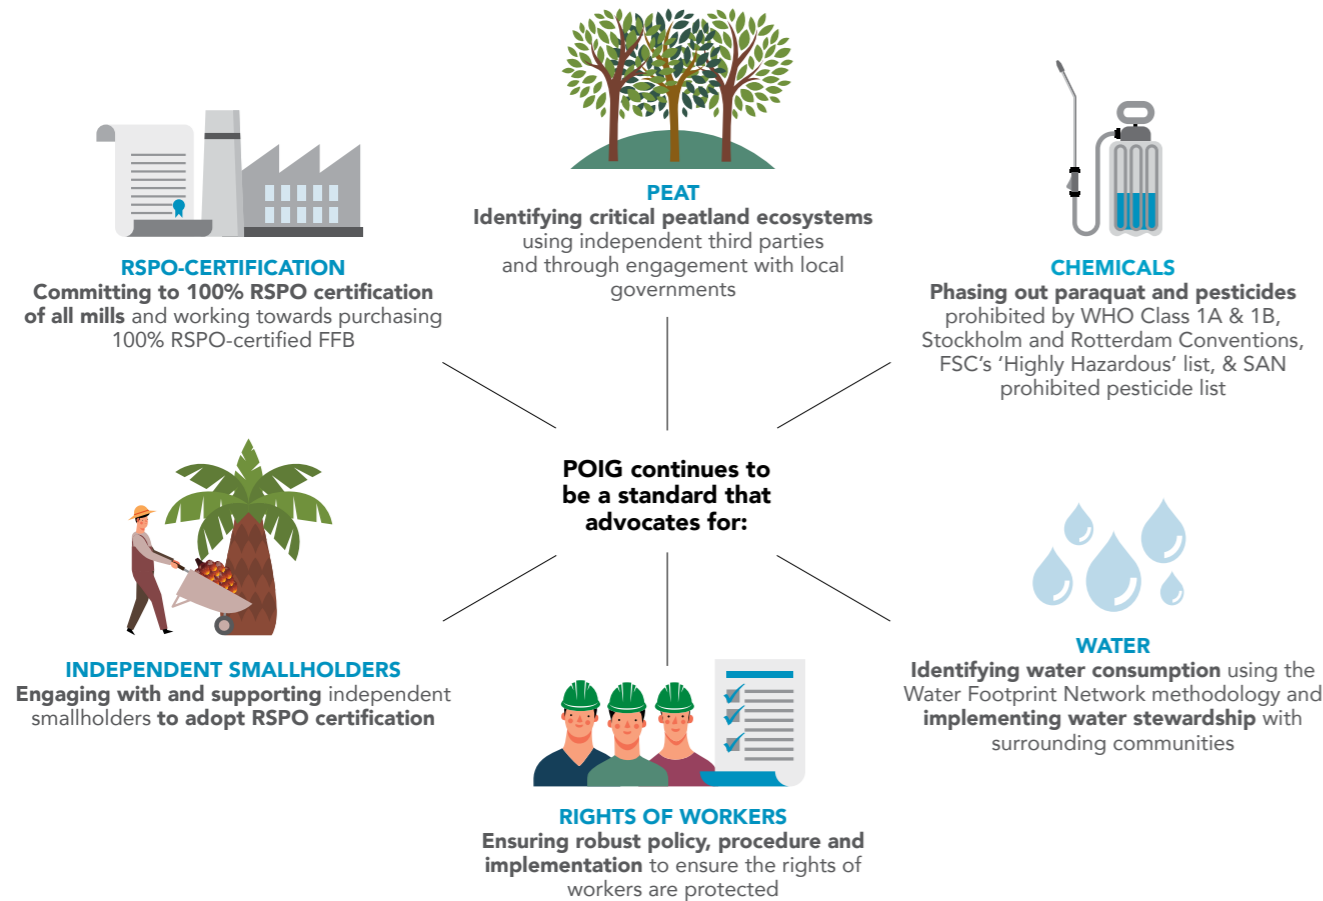 PEAT
Identifying critical peatland ecosystems
using independent third parties
and through engagement with local
governments
RSPO-CERTIFICATION
Committing to 100% RSPO certification
of all mills and working towards purchasing
100% RSPO-certified FFB
CHEMICALS
Phasing out paraquat and pesticides
prohibited by WHO Class 1A & 1B,
Stockholm and Rotterdam Conventions,
FSC’s ‘Highly Hazardous’ list, & SAN
prohibited pesticide list
POIG continues to
be a standard that
advocates for:
INDEPENDENT SMALLHOLDERS
Engaging with and supporting independent
smallholders to adopt RSPO certification
WATER
Identifying water consumption using the
Water Footprint Network methodology and
implementing water stewardship with
surrounding communities
RIGHTS OF WORKERS
Ensuring robust policy, procedure and
implementation to ensure the rights of
workers are protected